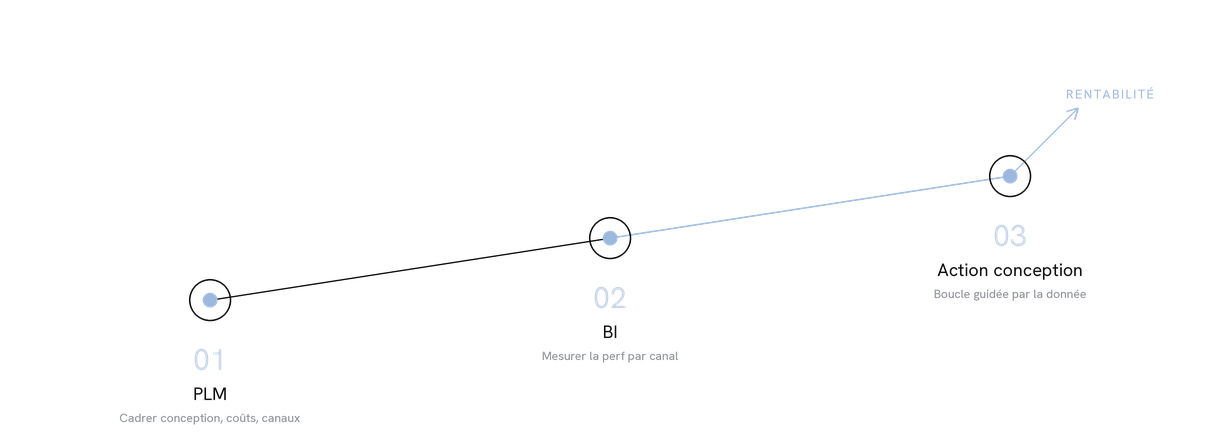 RENTABILITÉ
01
PLM
Cadrer conception, coûts, canaux
02
BI
Mesurer la perf par canal
03
Action conception
Boucle guidée par la donnée